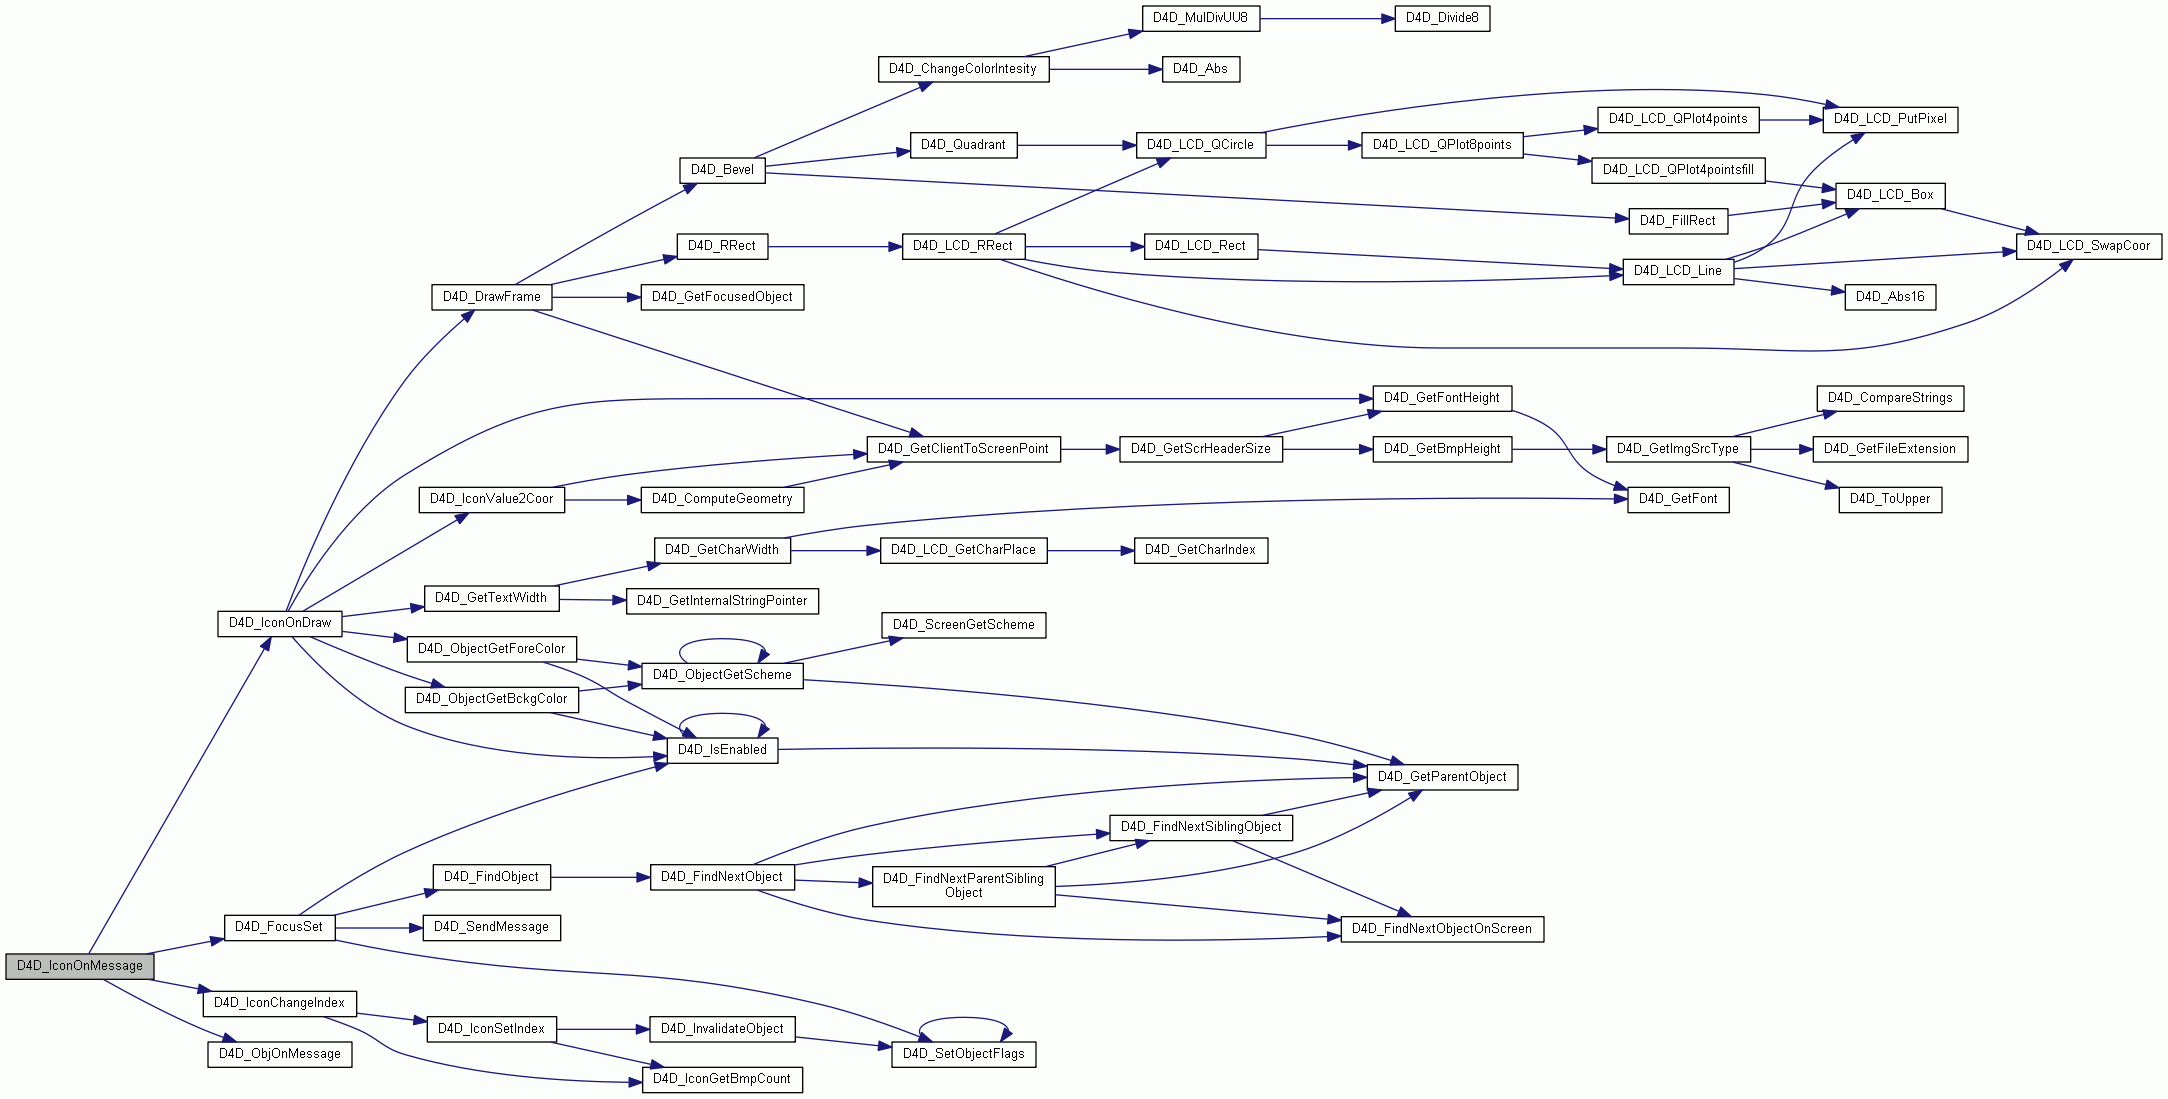 D4D_MulDivUU8
D4D_Divide8
D4D_ChangeColorIntesity
D4D_Abs
D4D_LCD_QPlot4points
D4D_LCD_PutPixel
D4D_Quadrant
D4D_LCD_QCircle
D4D_LCD_QPlot8points
D4D_Bevel
D4D_LCD_QPlot4pointsfill
D4D_LCD_Box
D4D_FillRect
D4D_RRect
D4D_LCD_RRect
D4D_LCD_Rect
D4D_LCD_SwapCoor
D4D_LCD_Line
D4D_DrawFrame
D4D_GetFocusedObject
D4D_Abs16
D4D_GetFontHeight
D4D_CompareStrings
D4D_GetClientToScreenPoint
D4D_GetScrHeaderSize
D4D_GetBmpHeight
D4D_GetImgSrcType
D4D_GetFileExtension
D4D_IconValue2Coor
D4D_ComputeGeometry
D4D_GetFont
D4D_ToUpper
D4D_GetCharWidth
D4D_LCD_GetCharPlace
D4D_GetCharIndex
D4D_GetTextWidth
D4D_GetInternalStringPointer
D4D_IconOnDraw
D4D_ScreenGetScheme
D4D_ObjectGetForeColor
D4D_ObjectGetScheme
D4D_ObjectGetBckgColor
D4D_IsEnabled
D4D_GetParentObject
D4D_FindNextSiblingObject
D4D_FindObject
D4D_FindNextObject
D4D_FindNextParentSibling
Object
D4D_FocusSet
D4D_SendMessage
D4D_FindNextObjectOnScreen
D4D_IconOnMessage
D4D_IconChangeIndex
D4D_IconSetIndex
D4D_InvalidateObject
D4D_ObjOnMessage
D4D_SetObjectFlags
D4D_IconGetBmpCount